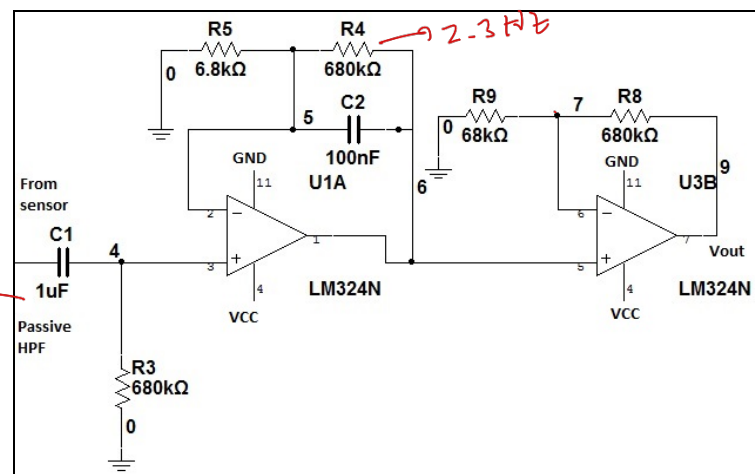 R5
6.8kΩ
0
R4
680kΩ
2-3 Hz
5
C2
100nF
GND
11
U1A
2
3
1
4
VCC
LM324N
6
From
sensor
C1
1uF
4
Passive
HPF
R3
680kΩ
0
R9
68kΩ
0
7
R8
680kΩ
9
GND
11
U3B
6
5
7
Vout
4
VCC
LM324N